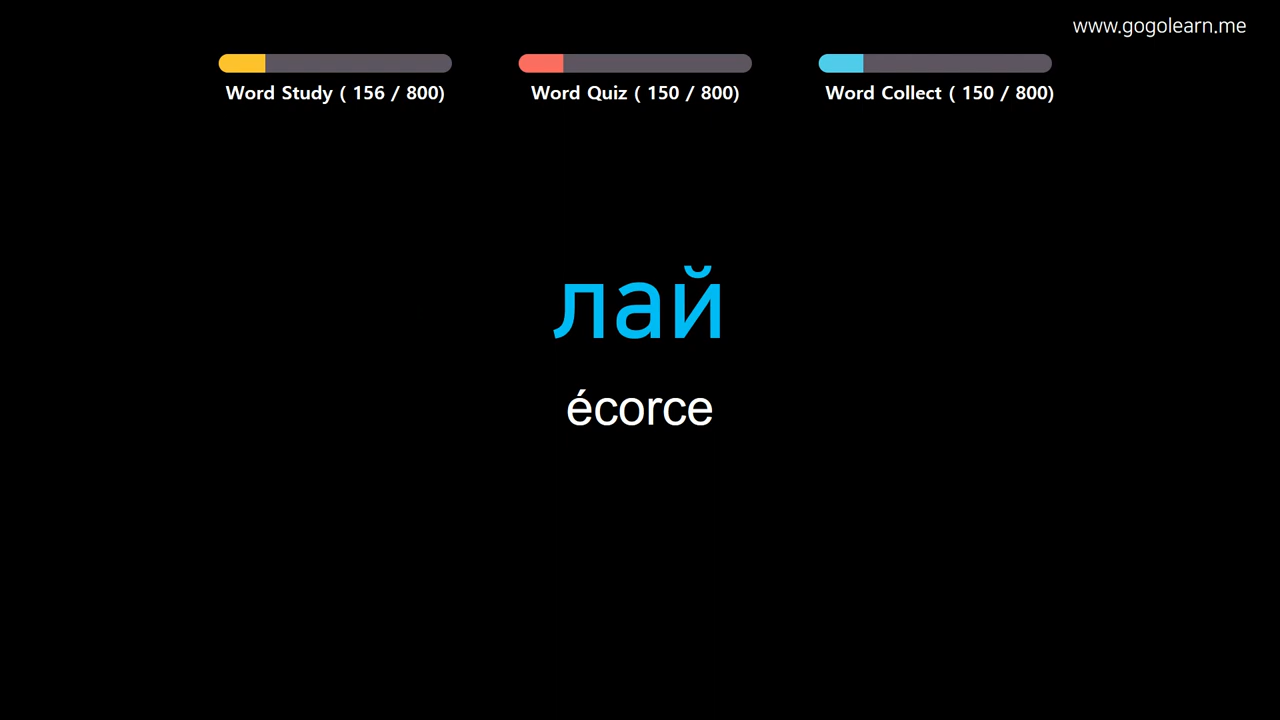 www.gogolearn.me
Word Study ( 156 / 800)
Word Quiz ( 150 / 800)
Word Collect ( 150 / 800)
лай
écorce